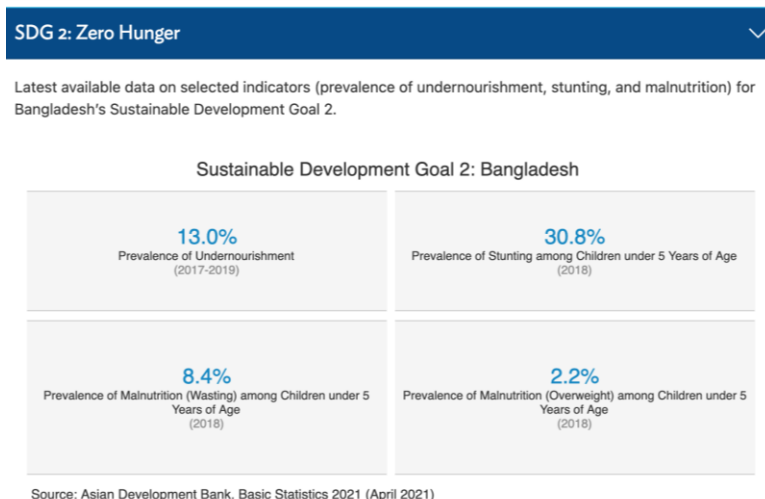 SDG 2: Zero Hunger
Latest available data on selected indicators (prevalence of undernourishment, stunting, and malnutrition) for
Bangladesh's Sustainable Development Goal 2.
Sustainable Development Goal 2: Bangladesh
13.0%
Prevalence of Undernourishment
(2017-2019)
30.8%
Prevalence of Stunting among Children under 5 Years of Age
(2018)
8.4%
Prevalence of Malnutrition (Wasting) among Children under 5
Years of Age
(2018)
2.2%
Prevalence of Malnutrition (Overweight) among Children under 5
Years of Age
(2018)
Source: Asian Development Bank. Basic Statistics 2021 (April 2021)